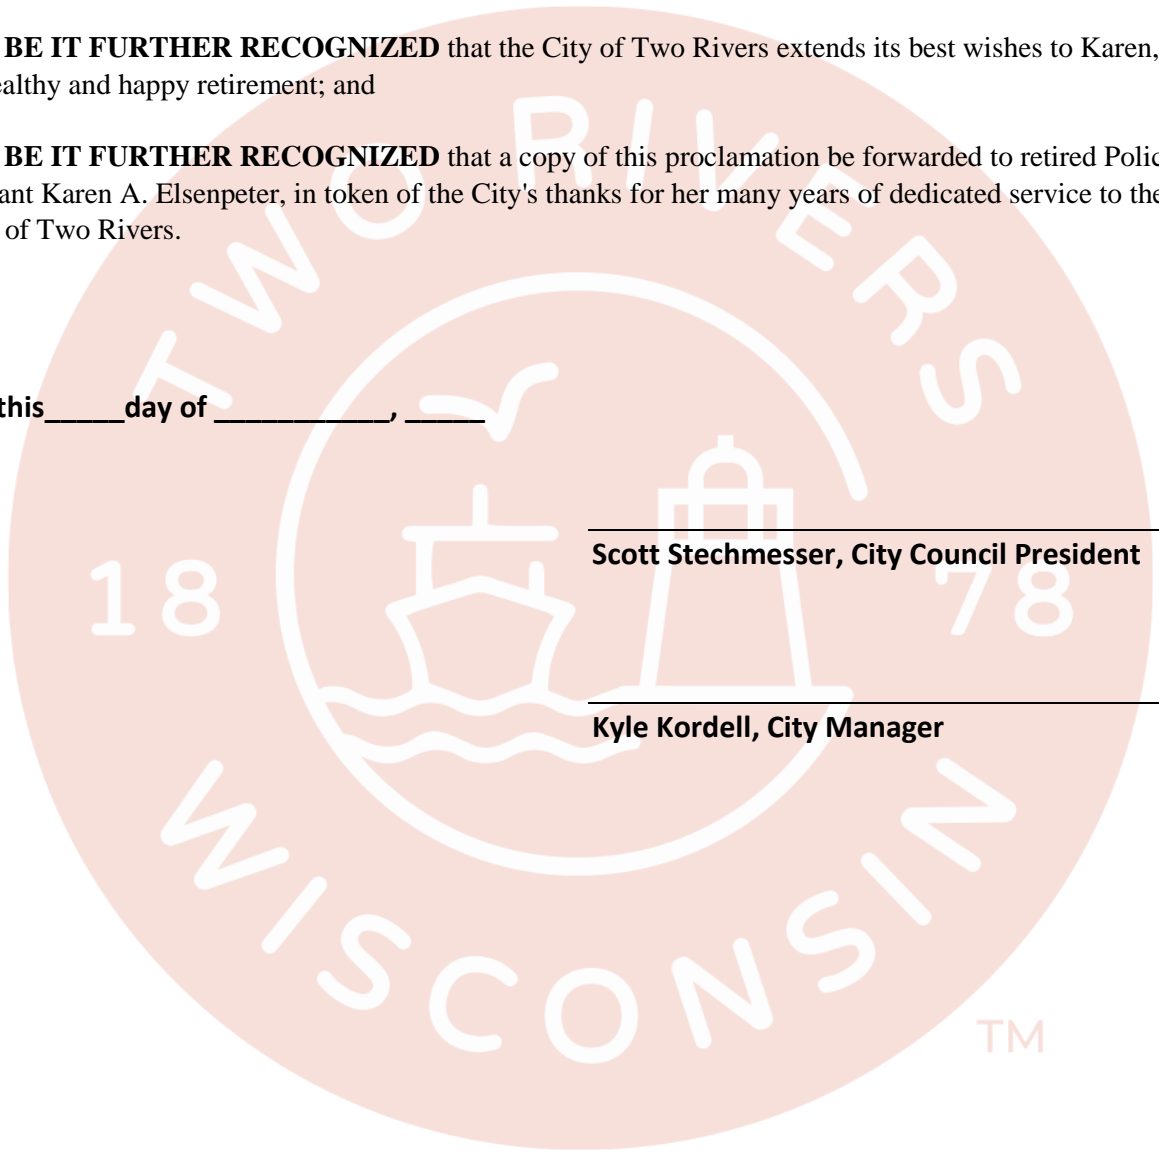 BE IT FURTHER RECOGNIZED that the City of Two Rivers extends its best wishes to Karen,
ealthy and happy retirement; and
BE IT FURTHER RECOGNIZED that a copy of this proclamation be forwarded to retired Polic
ant Karen A. Elsenpeter, in token of the City's thanks for her many years of dedicated service to the
of Two Rivers.
this_____day of ___________, _____
Scott Stechmesser, City Council President
Kyle Kordell, City Manager
TWO RIVERS
18 78
WISCONSIN
TM